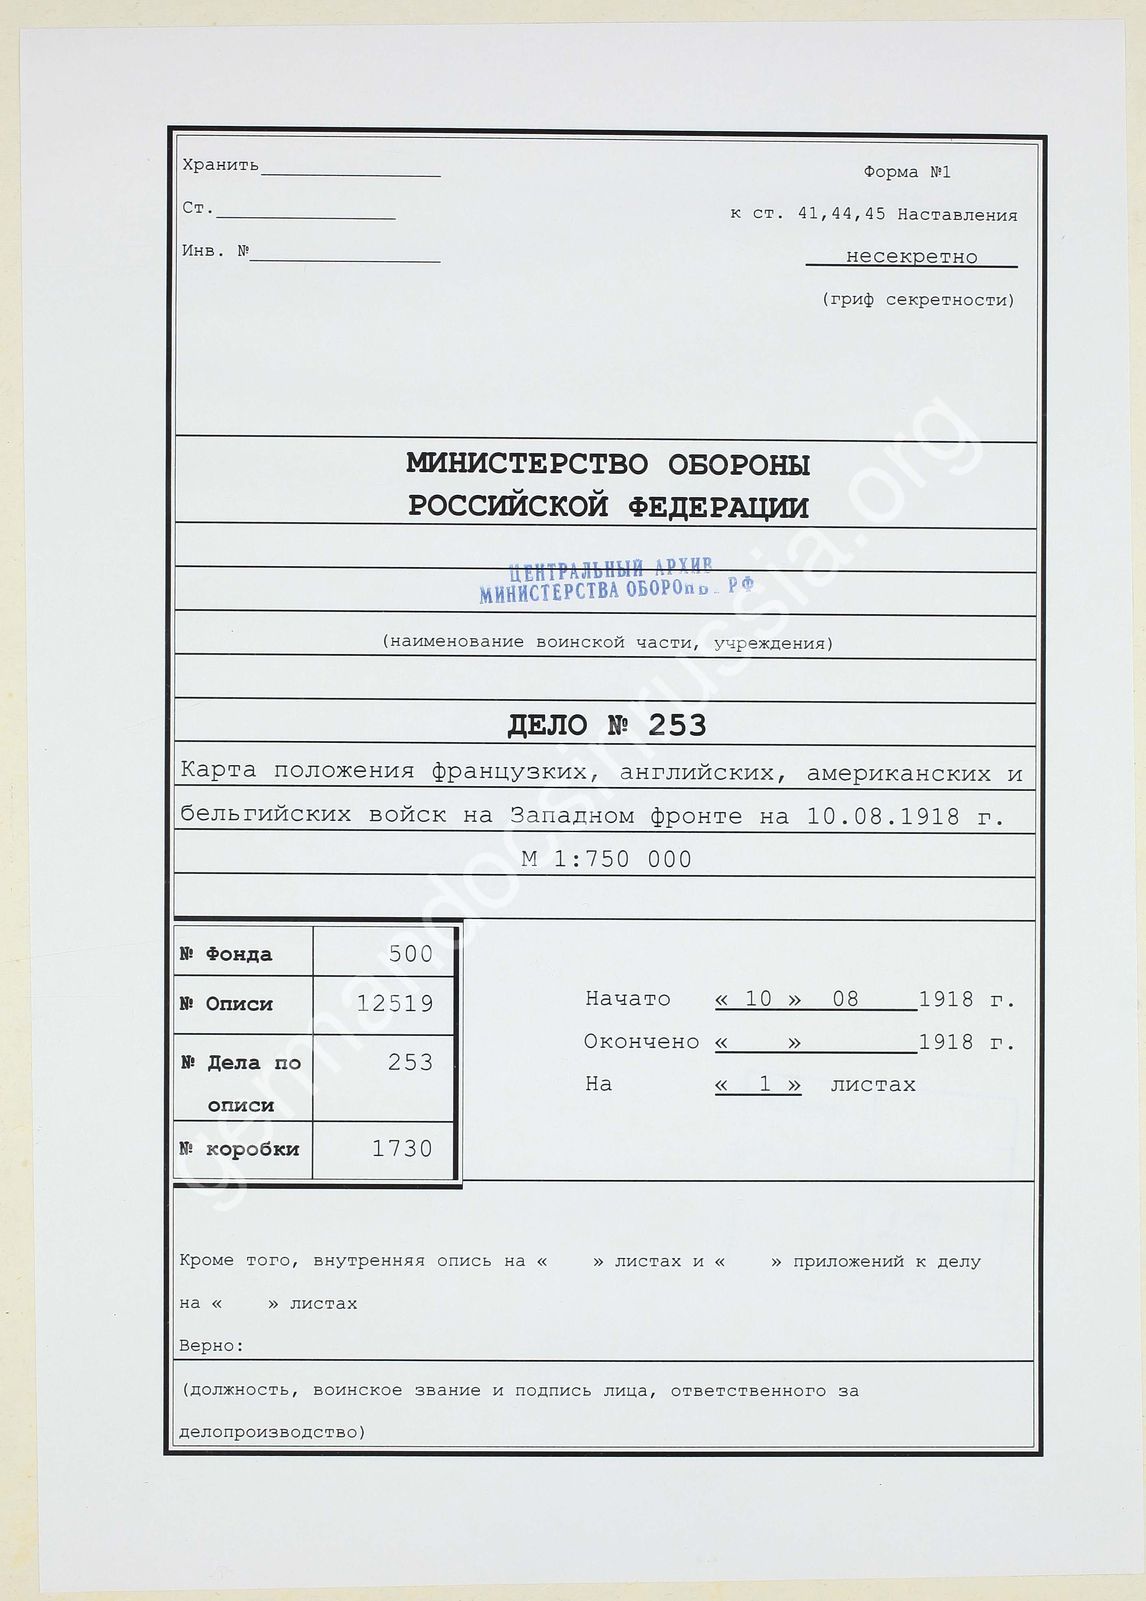 Хранить
Форма №1
Ст.
к ст. 41,44,45 Наставления
Инв. №
несекретно
(гриф секретности)
МИНИСТЕРСТВО ОБОРОНЫ
РОССИЙСКОЙ ФЕДЕРАЦИИ
ЦЕНТРАЛЬНЫЙ АРХИВ
МИНИСТЕРСТВА ОБОРОНЫ РФ
(наименование воинской части, учреждения)
ДЕЛО № 253
Карта положения французких, английских, американских и
бельгийских войск на Западном фронте на 10.08.1918 г.
М 1:750 000
№ Фонда 500
№ Описи 12519
№ Дела по описи 253
№ коробки 1730
Начато « 10 » 08 1918 г.
Окончено « » 1918 г.
На « 1 » листах
Кроме того, внутренняя опись на « » листах и « » приложений к делу
на « » листах
Верно:
(должность, воинское звание и подпись лица, ответственного за
делопроизводство)
germandocsinrussia.org